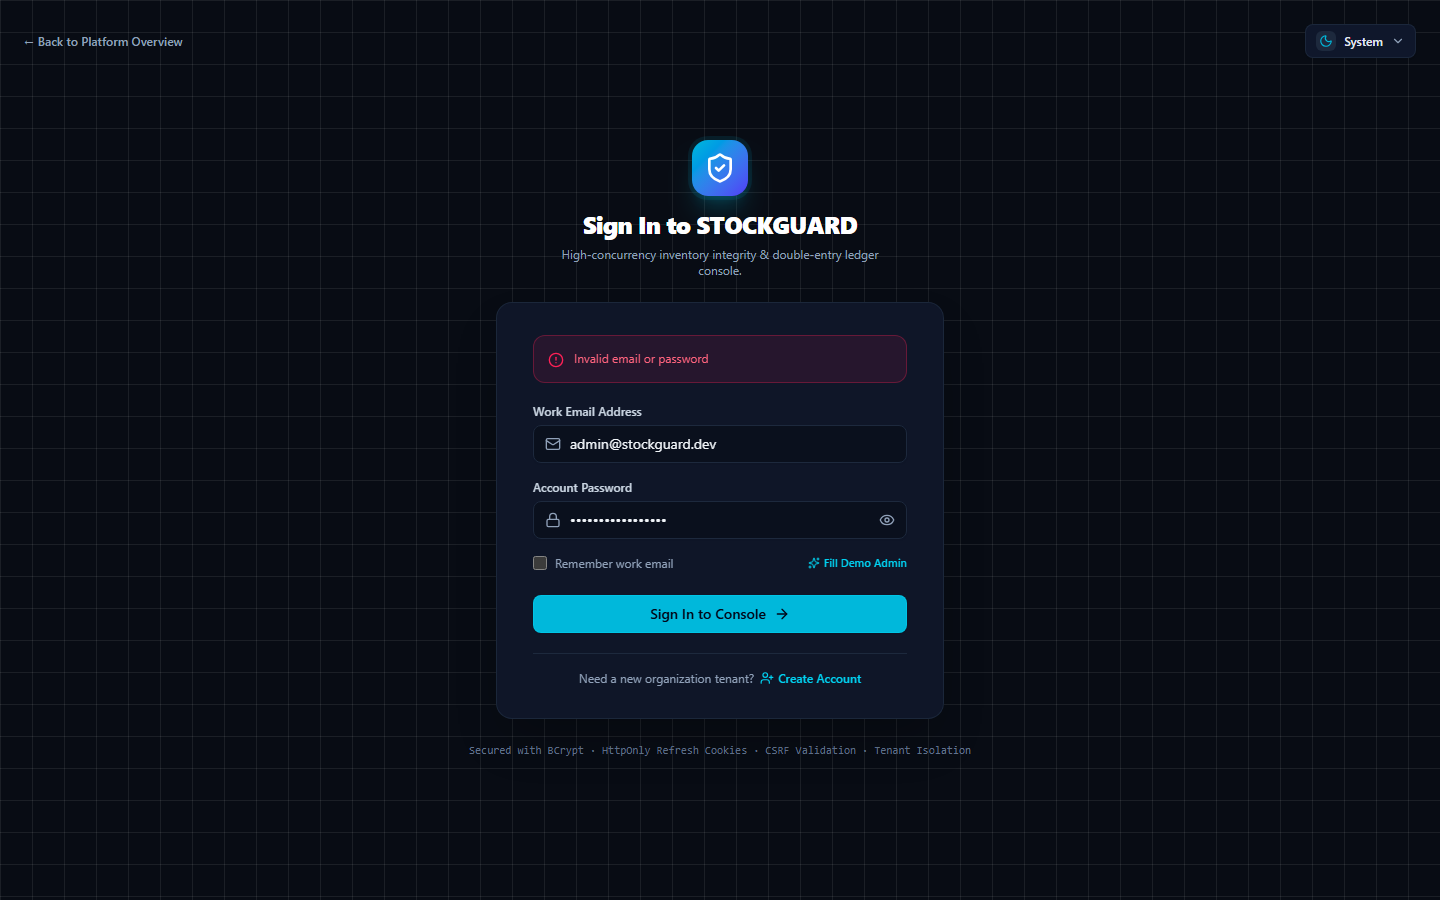 ← Back to Platform Overview
System
Sign In to STOCKGUARD
High-concurrency inventory integrity & double-entry ledger
console.
Invalid email or password
Work Email Address
admin@stockguard.dev
Account Password
•••••••••••••••••
Remember work email
Fill Demo Admin
Sign In to Console →
Need a new organization tenant? Create Account
Secured with BCrypt · HttpOnly Refresh Cookies · CSRF Validation · Tenant Isolation